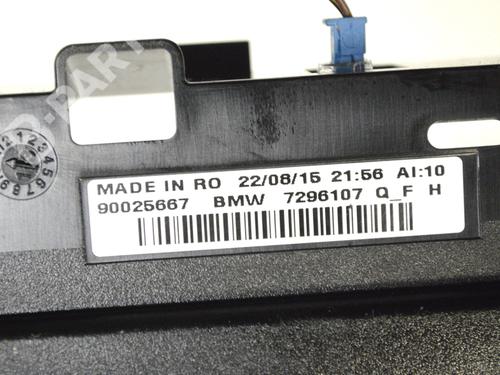 MADE IN RO 22/08/15 21:56 AI:10
90025667 BMW 7296107 Q_F H